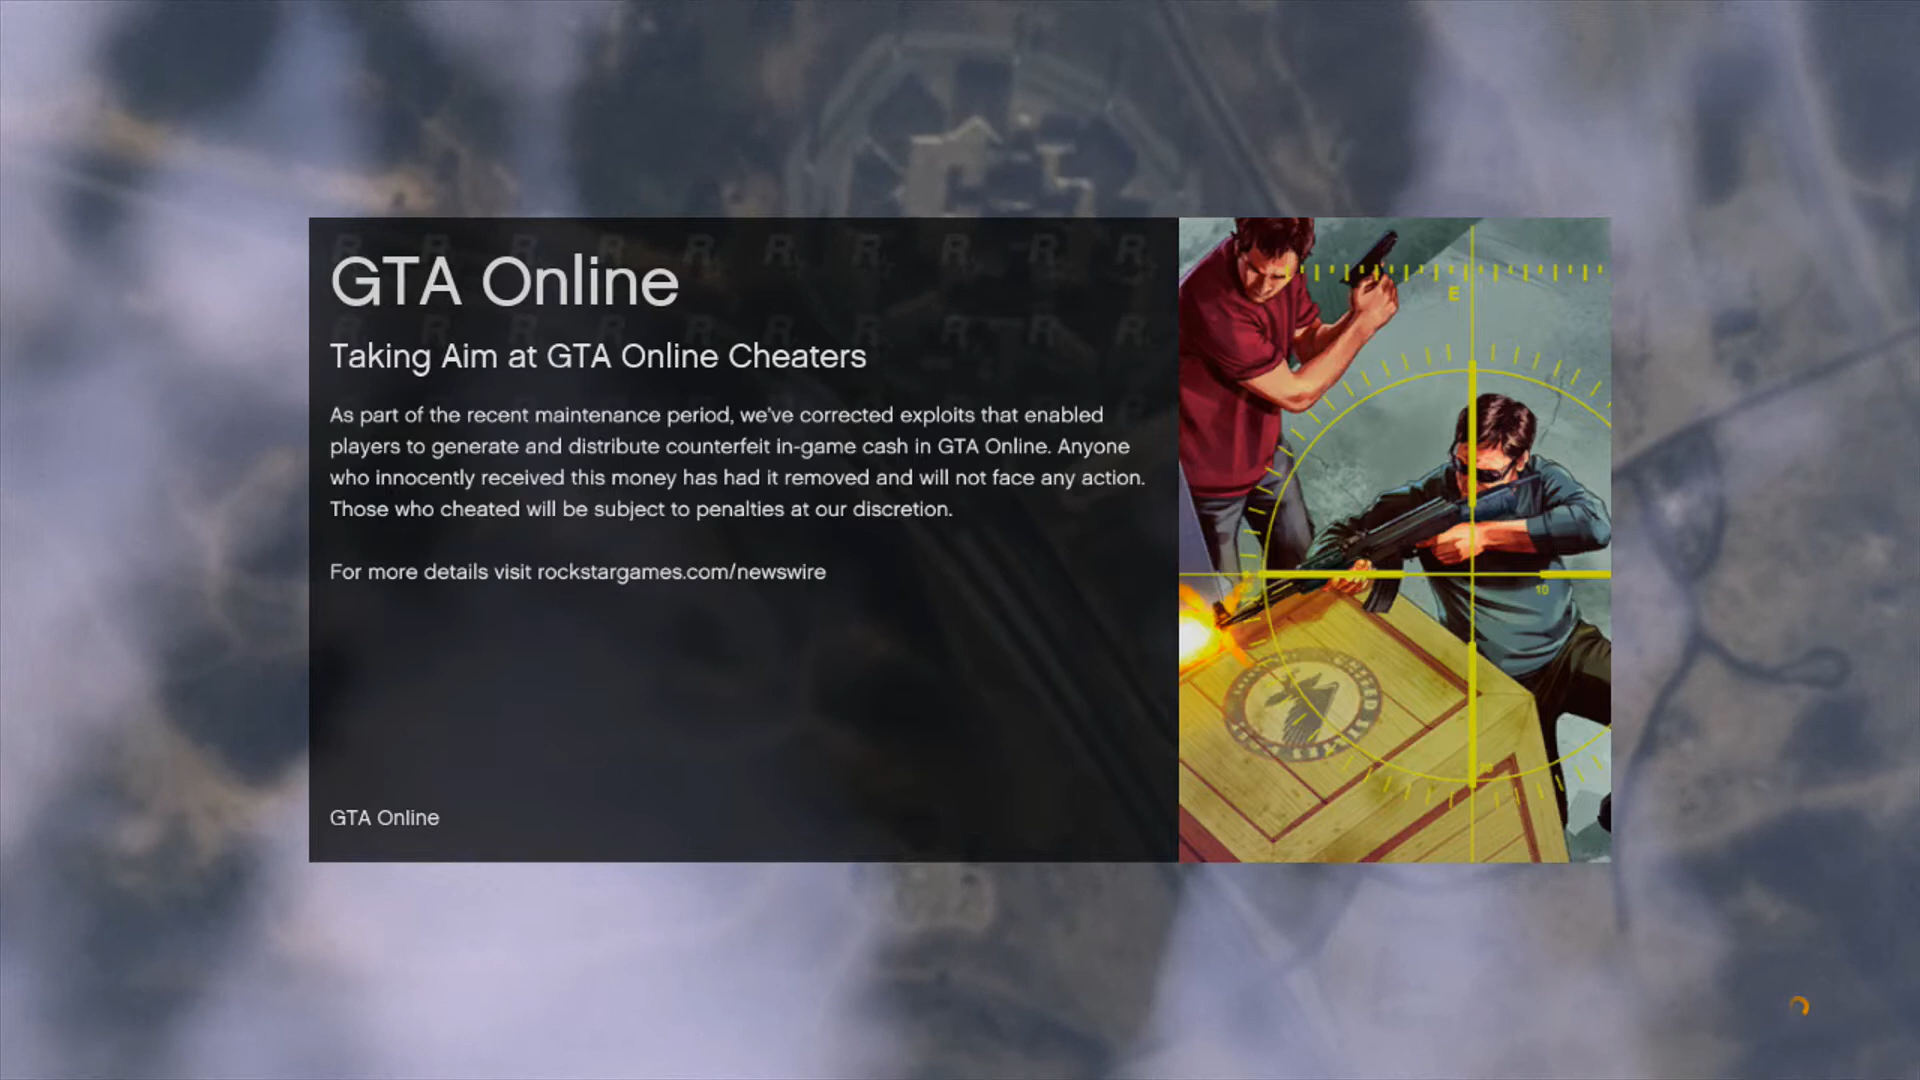 GTA Online
Taking Aim at GTA Online Cheaters
As part of the recent maintenance period, we've corrected exploits that enabled
players to generate and distribute counterfeit in-game cash in GTA Online. Anyone
who innocently received this money has had it removed and will not face any action.
Those who cheated will be subject to penalties at our discretion.
For more details visit rockstargames.com/newswire
GTA Online
E
10